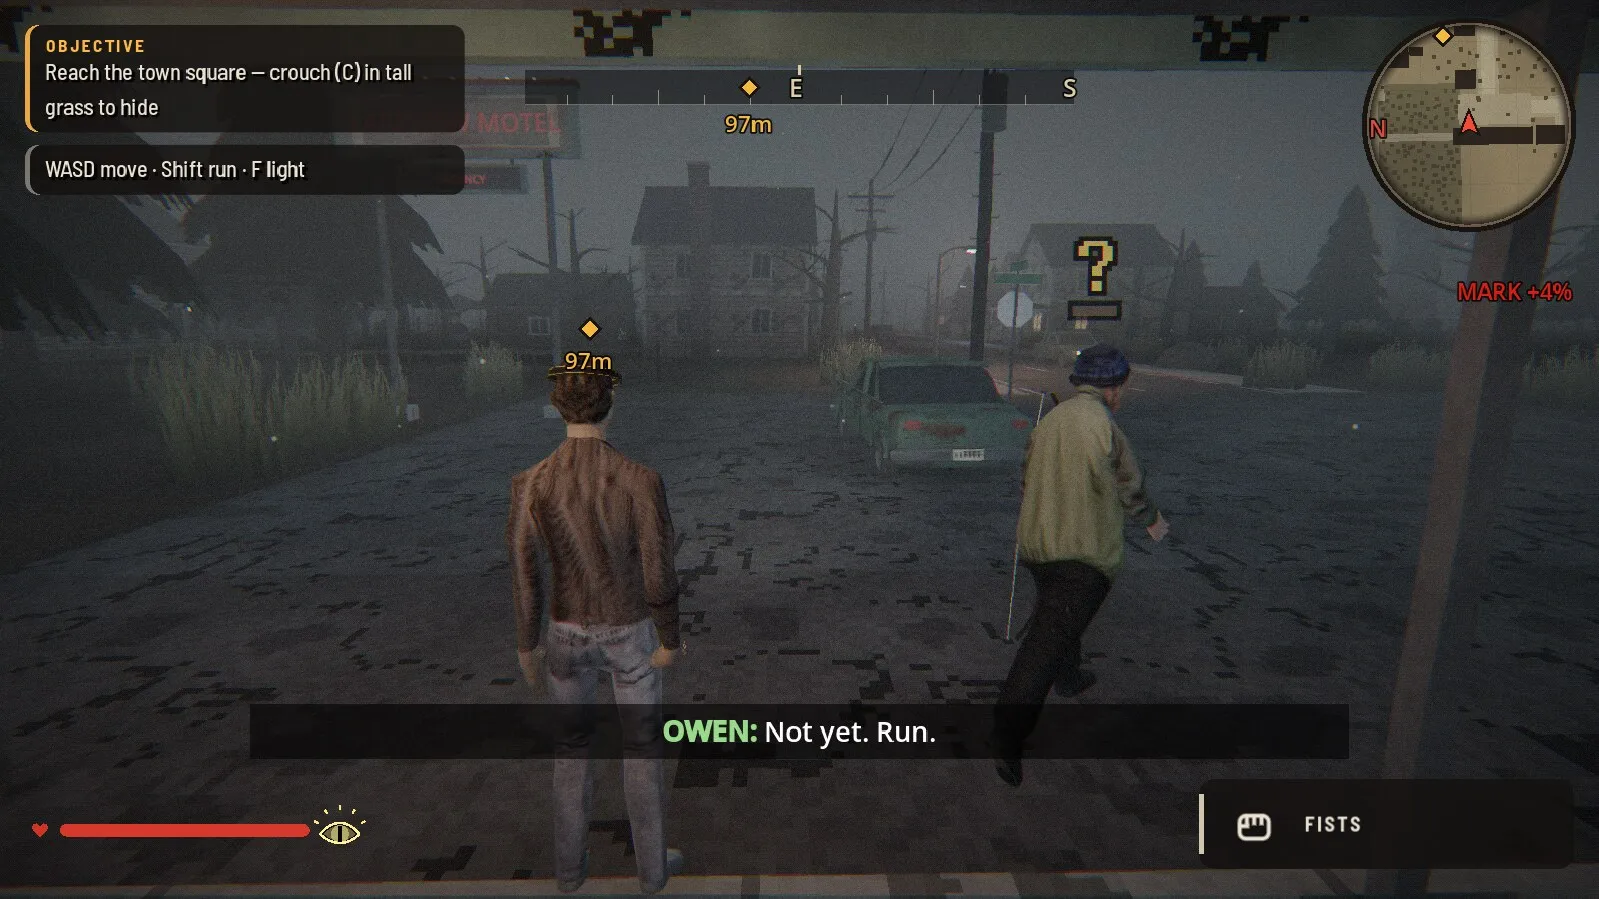 OBJECTIVE
Reach the town square – crouch (C) in tall
grass to hide
WASD move · Shift run · F light
MOTEL
NCY
E
S
97m
N
?
MARK +4%
97m
OWEN: Not yet. Run.
FISTS